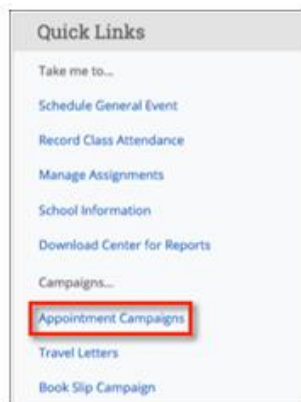 Quick Links
Take me to...
Schedule General Event
Record Class Attendance
Manage Assignments
School Information
Download Center for Reports
Campaigns...
Appointment Campaigns
Travel Letters
Book Slip Campaign